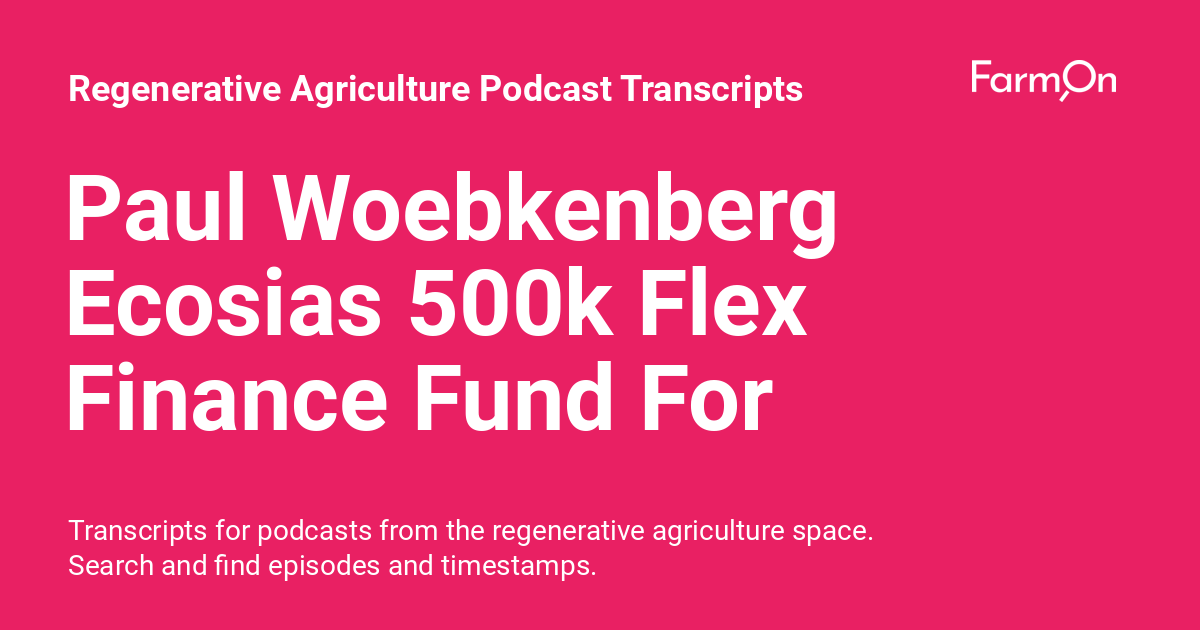 Regenerative Agriculture Podcast Transcripts
FarmOn
Paul Woebkenberg
Ecosias 500k Flex
Finance Fund For
Transcripts for podcasts from the regenerative agriculture space.
Search and find episodes and timestamps.